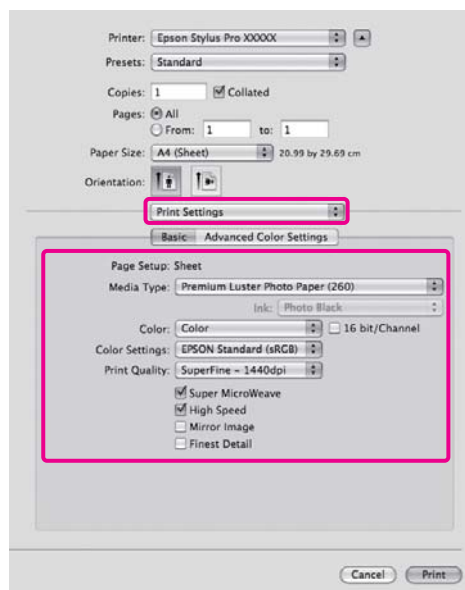 Printer: Epson Stylus Pro XXXXX
Presets: Standard
Copies: 1 Collated
Pages: All
From: 1 to: 1
Paper Size: A4 (Sheet) 20.99 by 29.69 cm
Orientation:
Print Settings
Basic Advanced Color Settings
Page Setup: Sheet
Media Type: Premium Luster Photo Paper (260)
Ink: Photo Black
Color: Color 16 bit/Channel
Color Settings: EPSON Standard (sRGB)
Print Quality: SuperFine – 1440dpi
Super MicroWeave
High Speed
Mirror Image
Finest Detail
Cancel Print